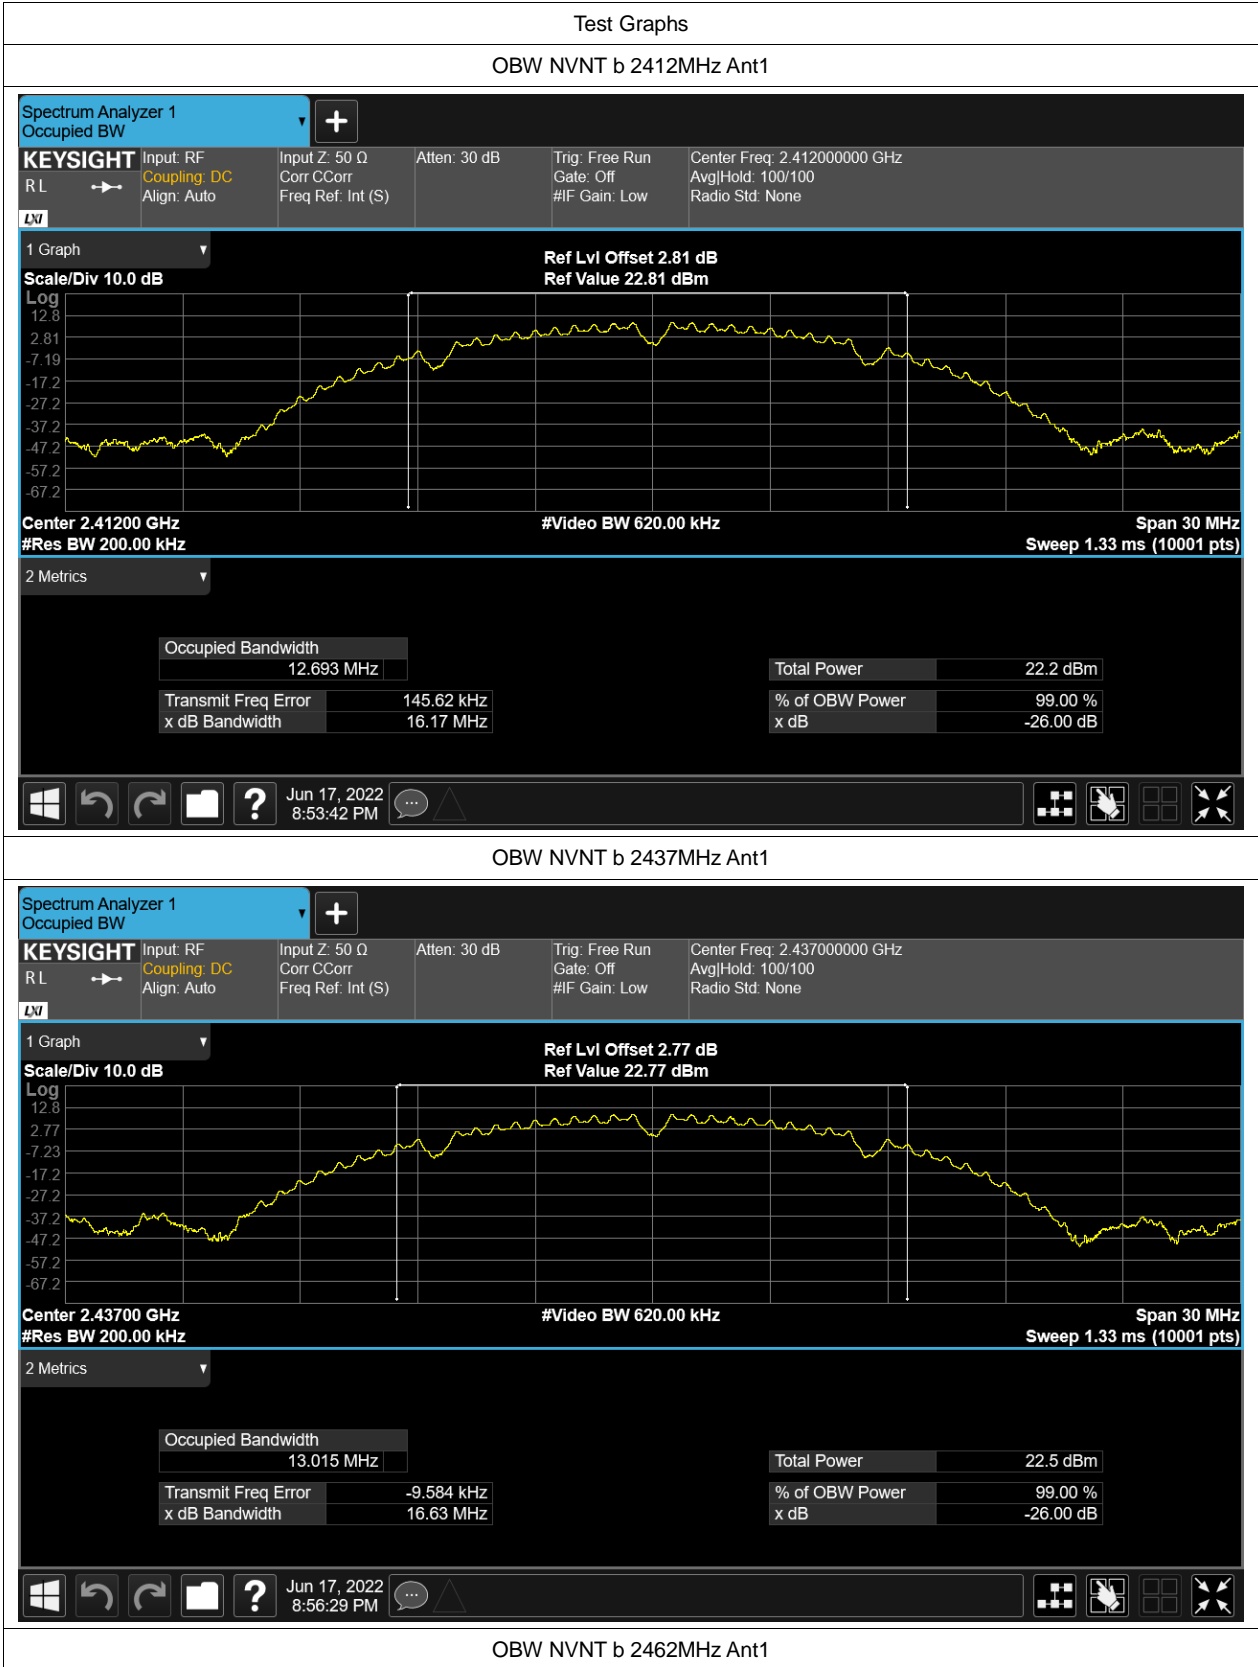 Test Graphs
OBW NVNT b 2412MHz Ant1
Spectrum Analyzer 1
Occupied BW
KEYSIGHT
R L
LXI
Input: RF
Coupling: DC
Align: Auto
Input Z: 50 Ω
Corr CCorr
Freq Ref: Int (S)
Atten: 30 dB
Trig: Free Run
Gate: Off
#IF Gain: Low
Center Freq: 2.412000000 GHz
Avg|Hold: 100/100
Radio Std: None
1 Graph
Scale/Div 10.0 dB
Ref Lvl Offset 2.81 dB
Ref Value 22.81 dBm
Log
12.8
2.81
-7.19
-17.2
-27.2
-37.2
-47.2
-57.2
-67.2
Center 2.41200 GHz
#Video BW 620.00 kHz
Span 30 MHz
#Res BW 200.00 kHz
Sweep 1.33 ms (10001 pts)
2 Metrics
Occupied Bandwidth
12.693 MHz
Total Power 22.2 dBm
Transmit Freq Error 145.62 kHz
% of OBW Power 99.00 %
x dB Bandwidth 16.17 MHz
x dB -26.00 dB
?
Jun 17, 2022
8:53:42 PM
OBW NVNT b 2437MHz Ant1
Spectrum Analyzer 1
Occupied BW
KEYSIGHT
R L
LXI
Input: RF
Coupling: DC
Align: Auto
Input Z: 50 Ω
Corr CCorr
Freq Ref: Int (S)
Atten: 30 dB
Trig: Free Run
Gate: Off
#IF Gain: Low
Center Freq: 2.437000000 GHz
Avg|Hold: 100/100
Radio Std: None
1 Graph
Scale/Div 10.0 dB
Ref Lvl Offset 2.77 dB
Ref Value 22.77 dBm
Log
12.8
2.77
-7.23
-17.2
-27.2
-37.2
-47.2
-57.2
-67.2
Center 2.43700 GHz
#Video BW 620.00 kHz
Span 30 MHz
#Res BW 200.00 kHz
Sweep 1.33 ms (10001 pts)
2 Metrics
Occupied Bandwidth
13.015 MHz
Total Power 22.5 dBm
Transmit Freq Error -9.584 kHz
% of OBW Power 99.00 %
x dB Bandwidth 16.63 MHz
x dB -26.00 dB
?
Jun 17, 2022
8:56:29 PM
OBW NVNT b 2462MHz Ant1